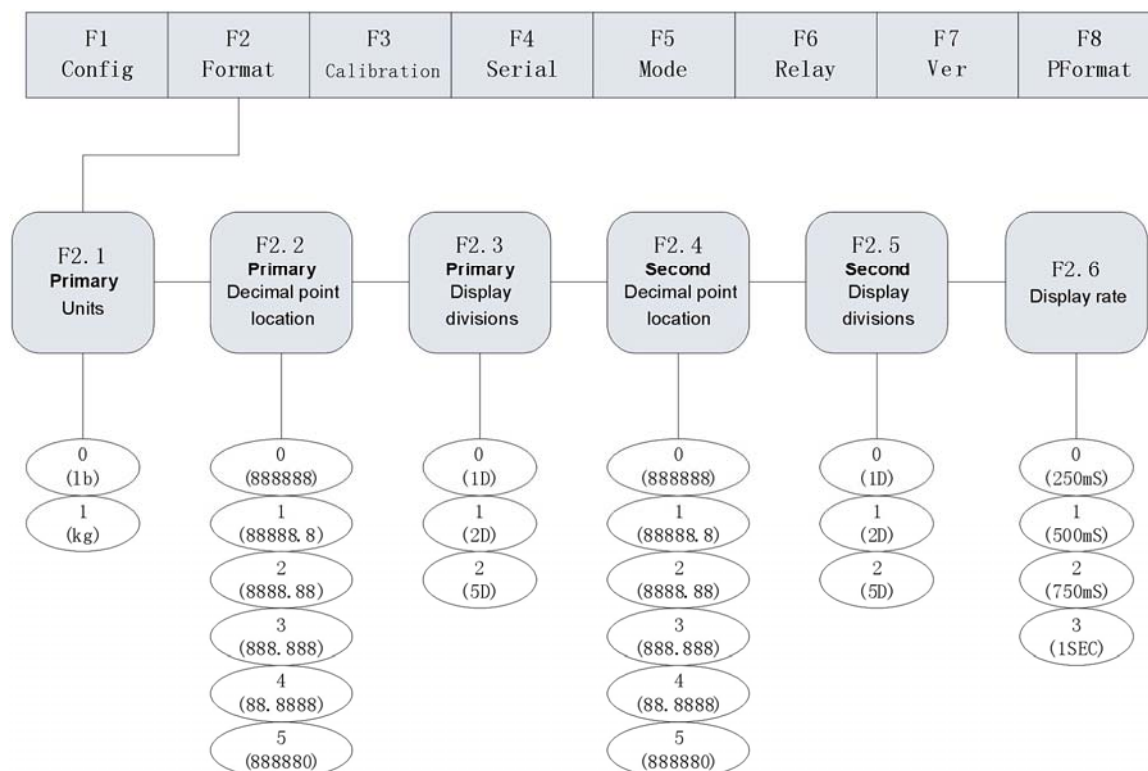 F1
Config
F2
Format
F3
Calibration
F4
Serial
F5
Mode
F6
Relay
F7
Ver
F8
PFormat
F2.1
Primary
Units
F2.2
Primary
Decimal point
location
F2.3
Primary
Display
divisions
F2.4
Second
Decimal point
location
F2.5
Second
Display
divisions
F2.6
Display rate
0
(lb)
1
(kg)
0
(888888)
1
(88888.8)
2
(8888.88)
3
(888.888)
4
(88.8888)
5
(888880)
0
(1D)
1
(2D)
2
(5D)
0
(888888)
1
(88888.8)
2
(8888.88)
3
(888.888)
4
(88.8888)
5
(888880)
0
(1D)
1
(2D)
2
(5D)
0
(250mS)
1
(500mS)
2
(750mS)
3
(1SEC)